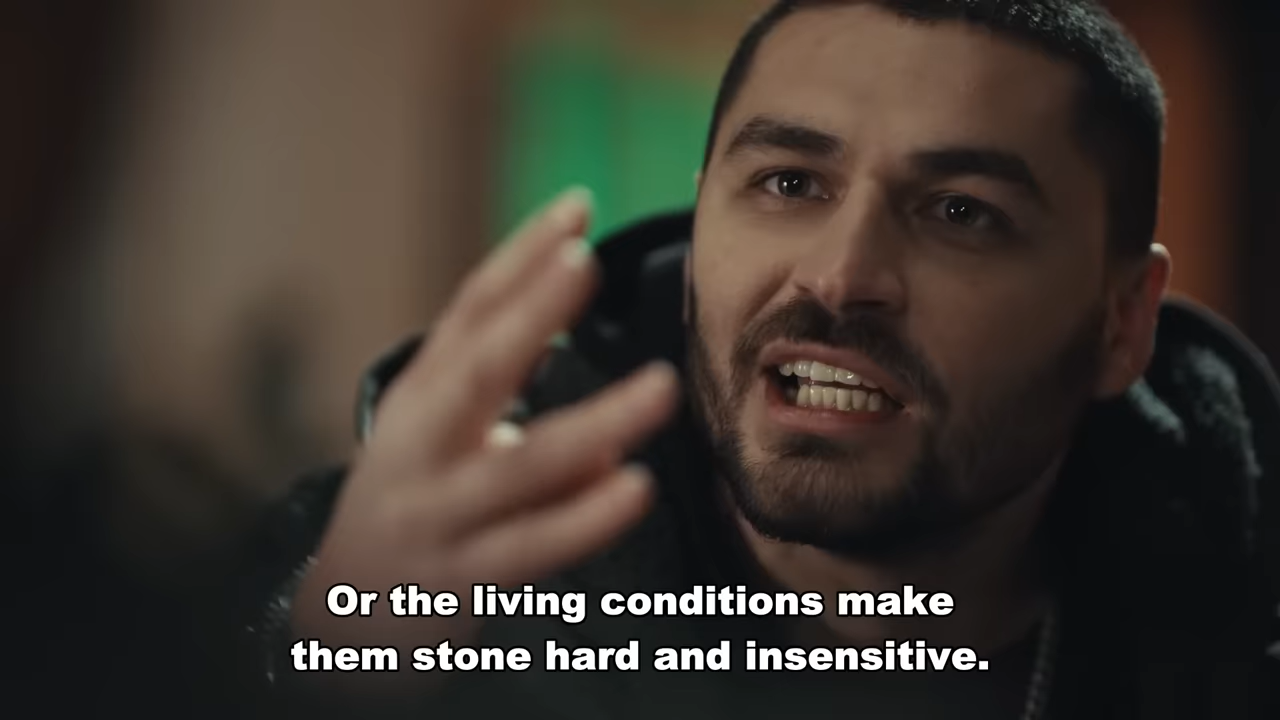 Or the living conditions make
them stone hard and insensitive.